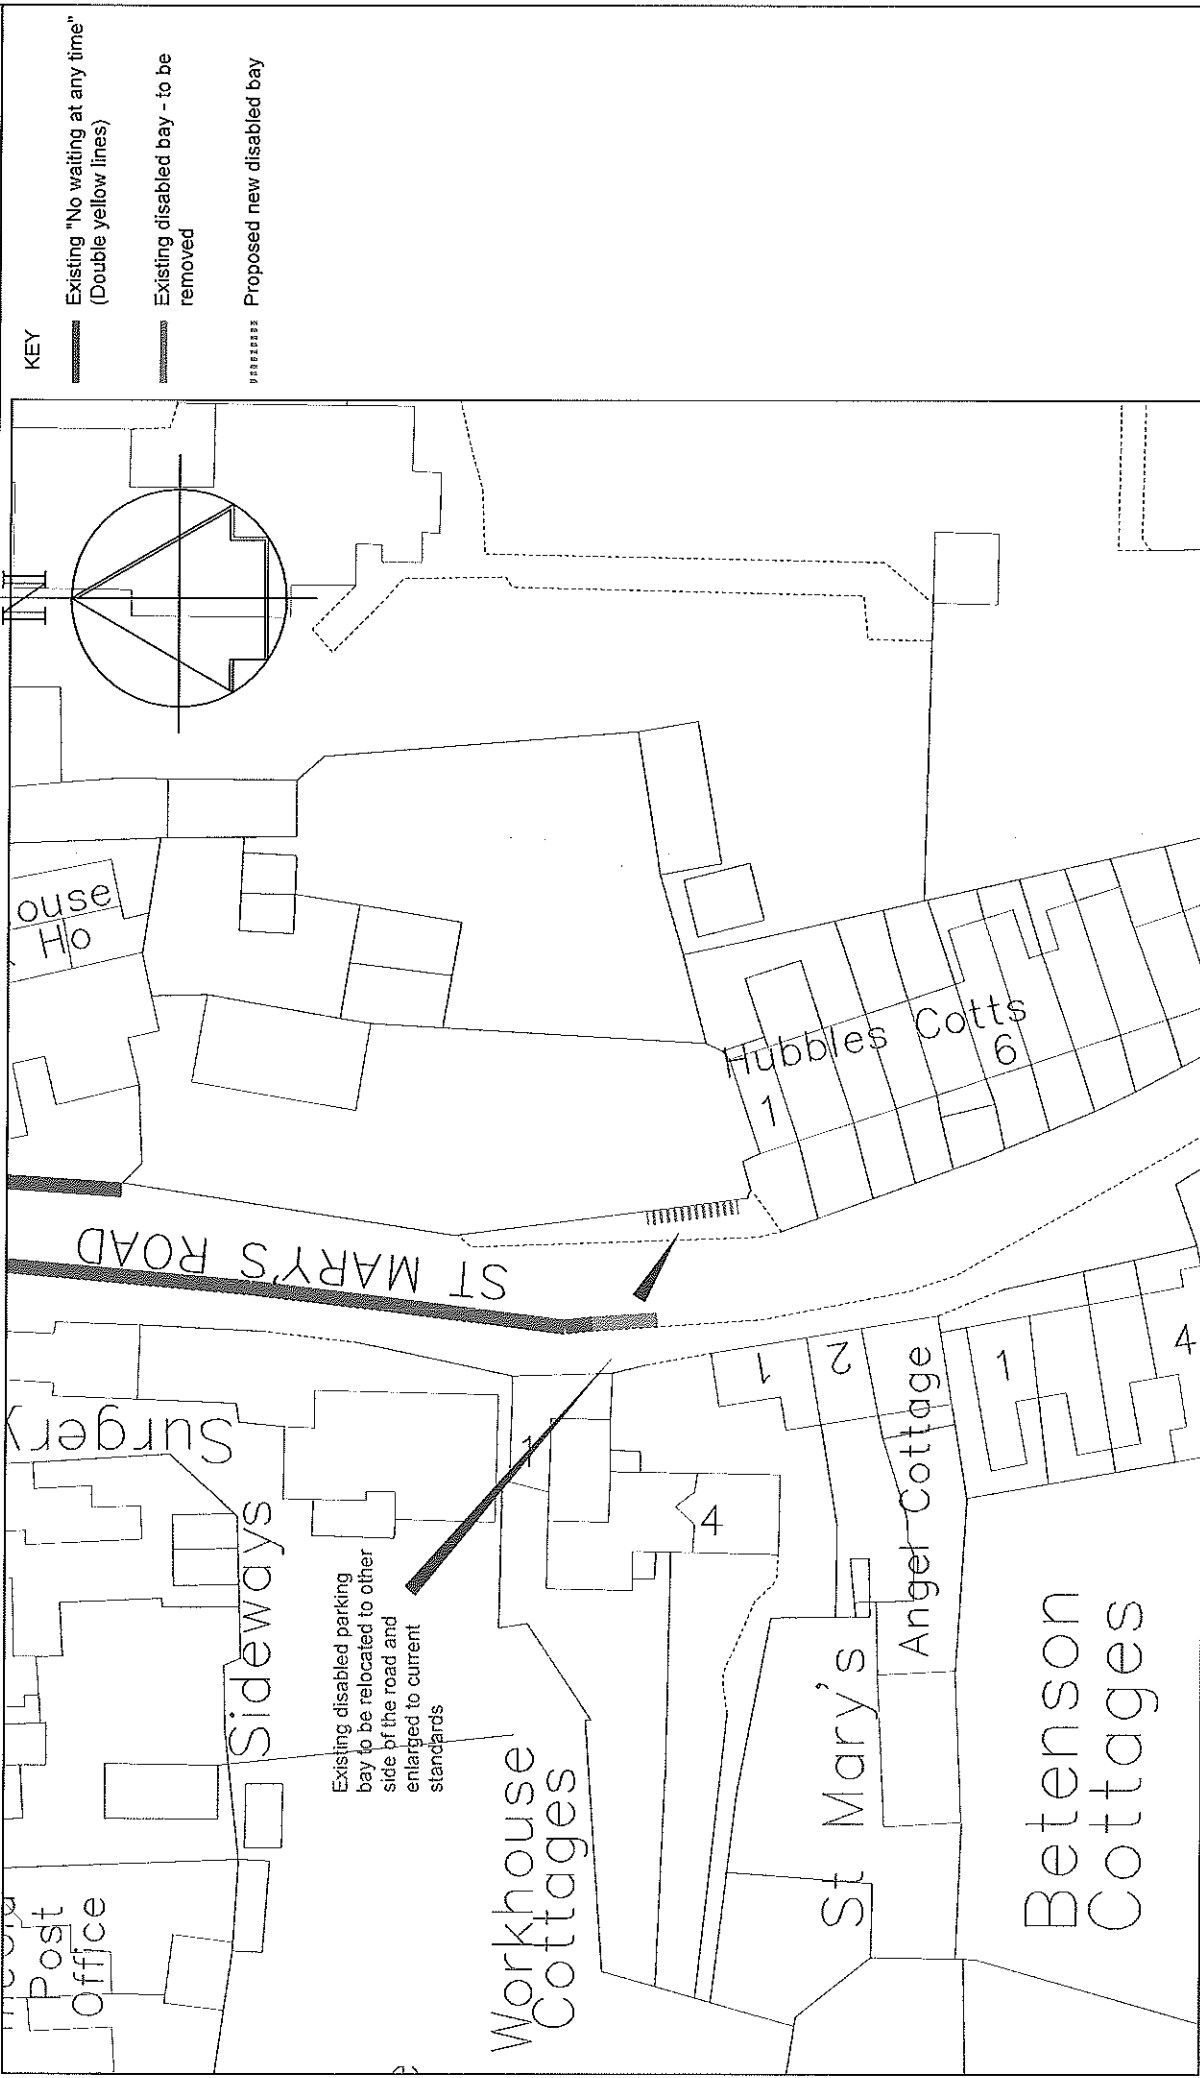 KEY
Existing "No waiting at any time"
(Double yellow lines)
Existing disabled bay - to be
removed
Proposed new disabled bay
N
ouse
Ho
ST MARY'S ROAD
Hubbles Cotts
1
6
Surgery
Sideways
Post
Office
Existing disabled parking
bay to be relocated to other
side of the road and
enlarged to current
standards
1
4
Workhouse
Cottages
1
2
St Mary's
Angel Cottage
1
4
Betenson
Cottages